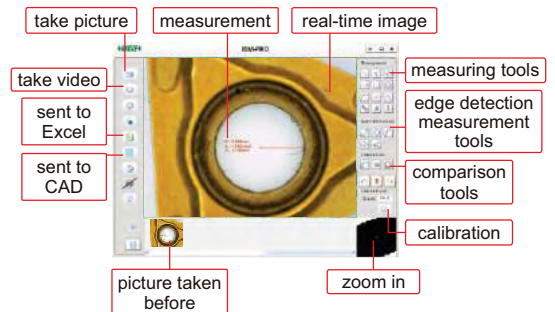 take picture
measurement
real-time image
take video
sent to
Excel
sent to
CAD
measuring tools
edge detection
measurement
tools
comparison
tools
calibration
zoom in
picture taken
before